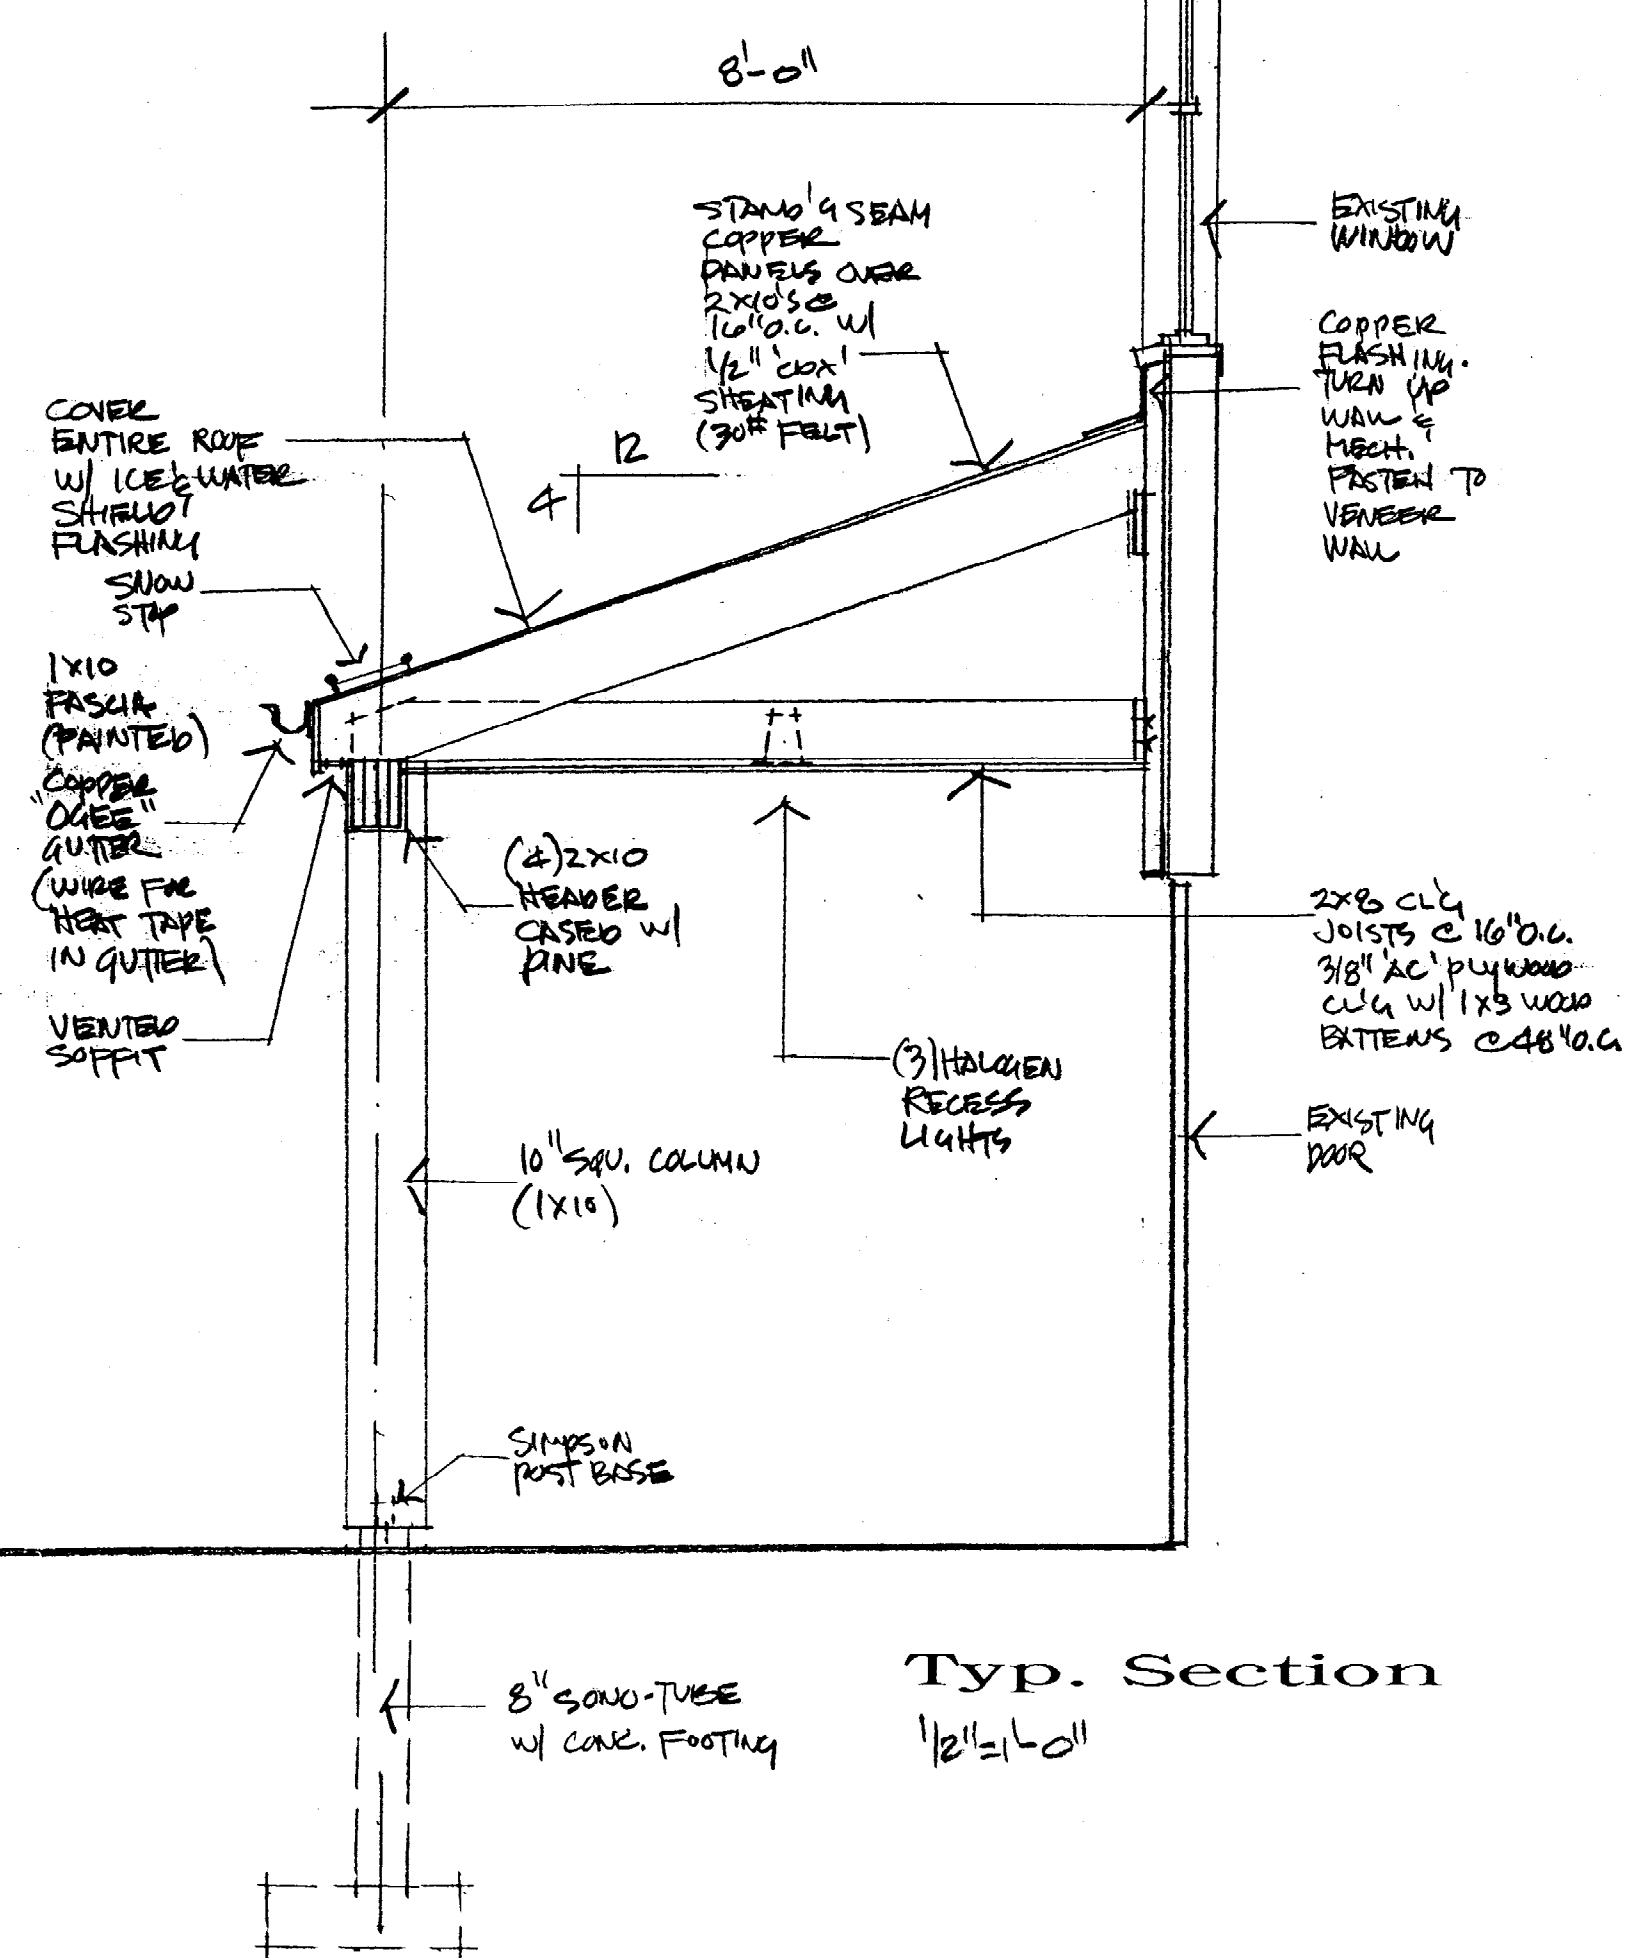 8'-0"
STAND'G SEAM
COPPER
PANELS OVER
2X10'S @
16" O.C. W/
1/2" 'CDX'
SHEATING
(30# FELT)
EXISTING
WINDOW
COPPER
FLASHING.
TURN UP
WALL &
MECH.
FASTEN TO
VENEER
WALL
COVER
ENTIRE ROOF
W/ ICE & WATER
SHIELD
FLASHING
12
4
SNOW
STOP
1X10
FASCIA
(PAINTED)
COPPER
"OGEE"
GUTTER
(WIRE FOR
HEAT TAPE
IN GUTTER)
VENTED
SOFFIT
(4) 2X10
HEADER
CASED W/
PINE
2X8 CL'G
JOISTS @ 16" O.C.
3/8" 'AC' PLYWOOD
CL'G W/ 1X3 WOOD
BATTENS @ 48" O.C.
(3) HALOGEN
RECESS
LIGHTS
EXISTING
DOOR
10" SQU. COLUMN
(1X10)
SIMPSON
POST BASE
8" SONO-TUBE
W/ CONC. FOOTING
Typ. Section
1/2"=1'-0"